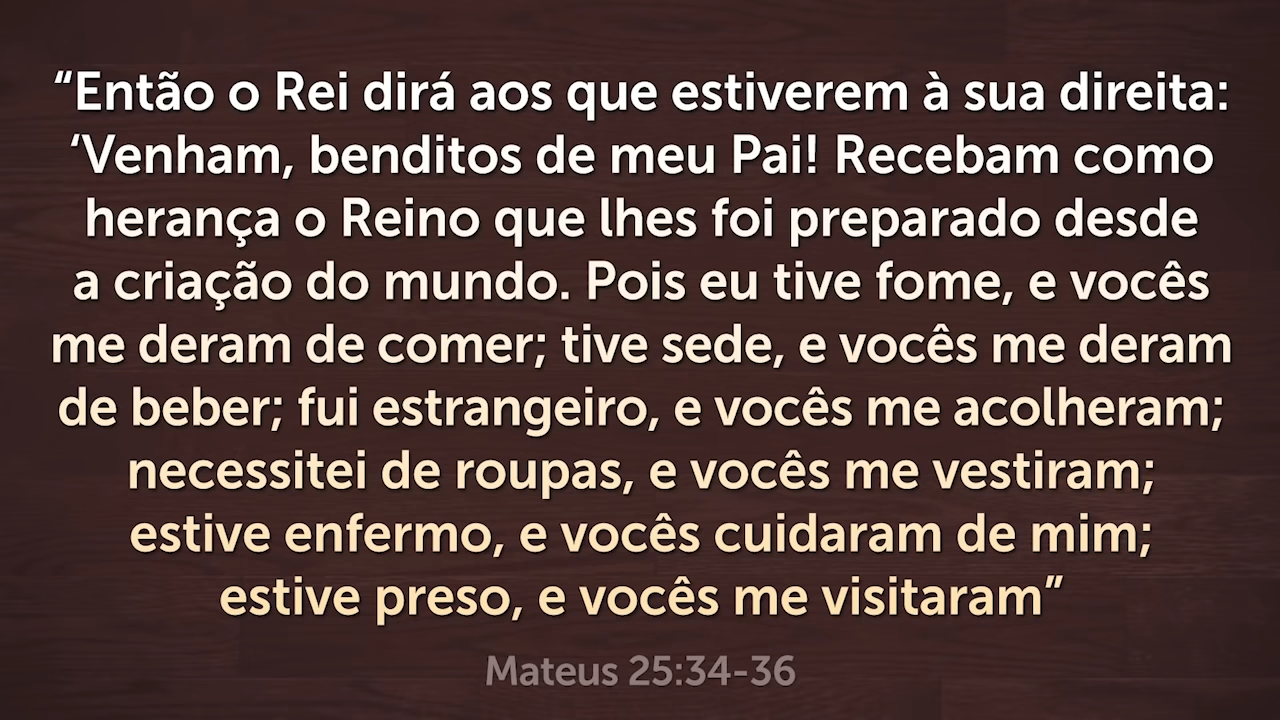 “Então o Rei dirá aos que estiverem à sua direita:
‘Venham, benditos de meu Pai! Recebam como
herança o Reino que lhes foi preparado desde
a criação do mundo. Pois eu tive fome, e vocês
me deram de comer; tive sede, e vocês me deram
de beber; fui estrangeiro, e vocês me acolheram;
necessitei de roupas, e vocês me vestiram;
estive enfermo, e vocês cuidaram de mim;
estive preso, e vocês me visitaram”
Mateus 25:34-36